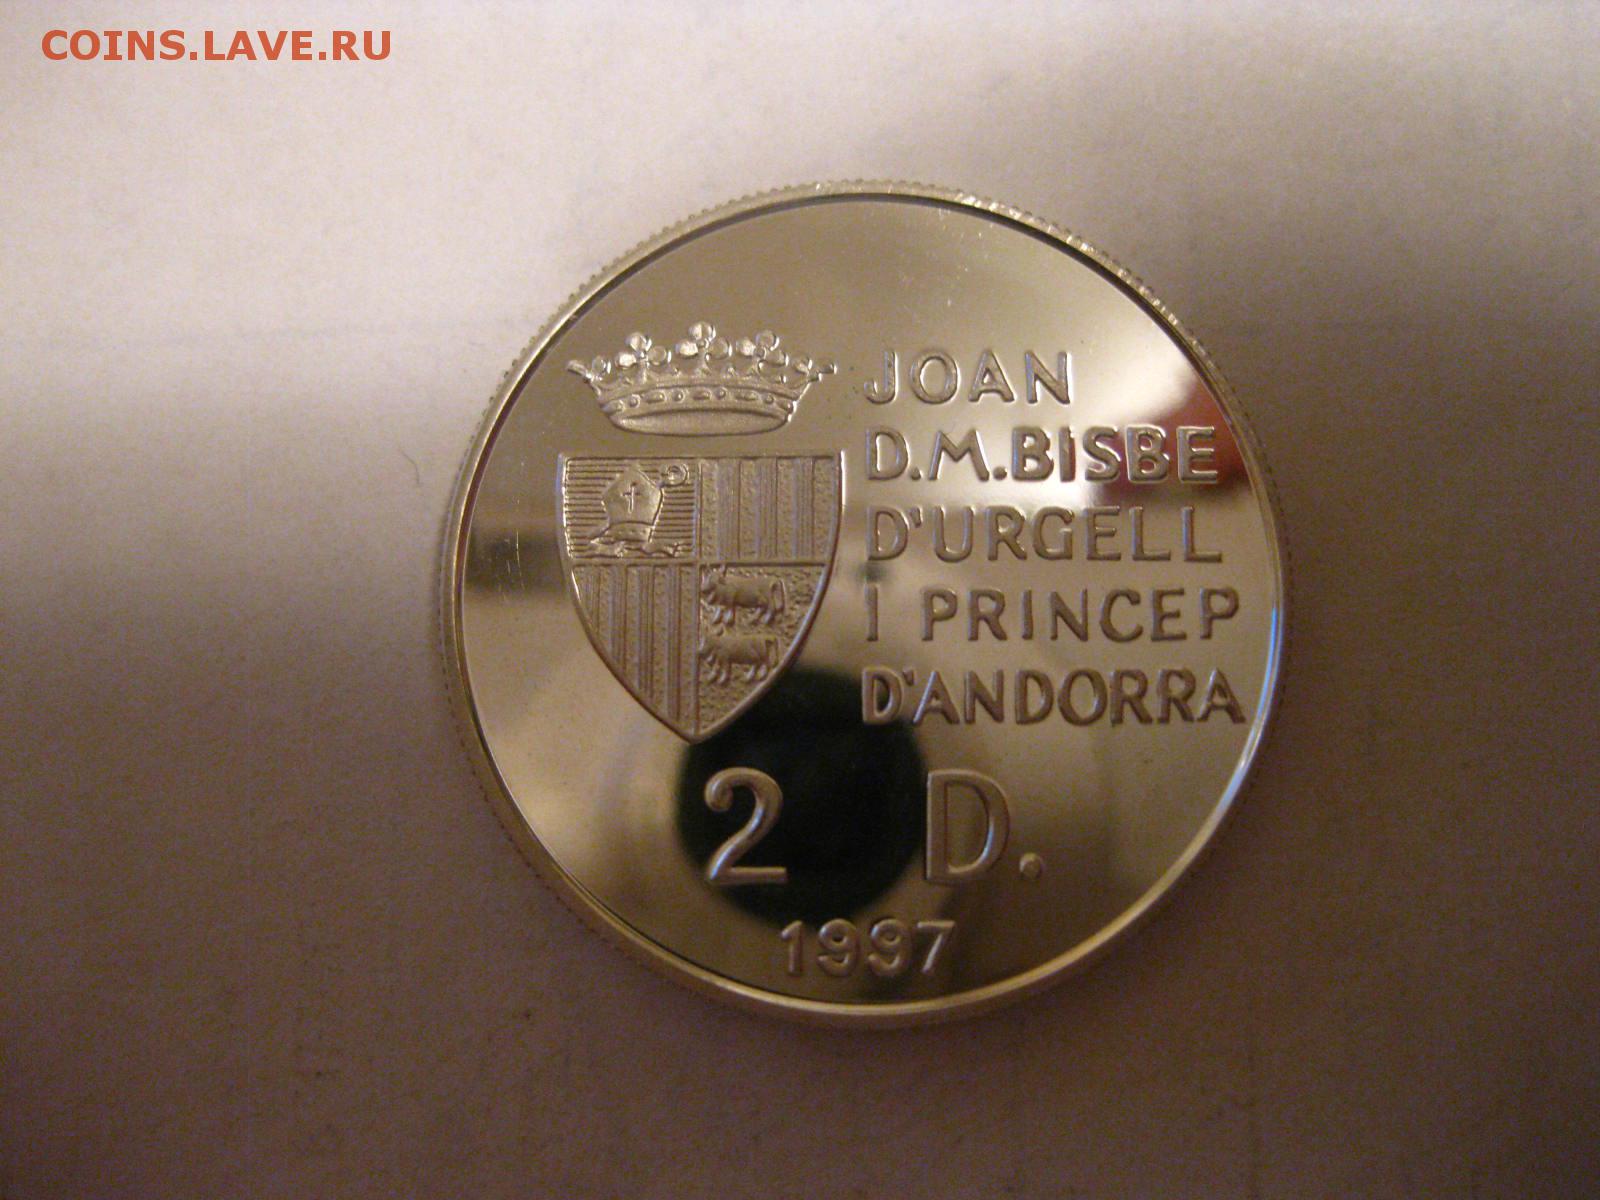 COINS.LAVE.RU
JOAN
D.M.BISBE
D'URGELL
I PRINCEP
D'ANDORRA
2 D.
1997